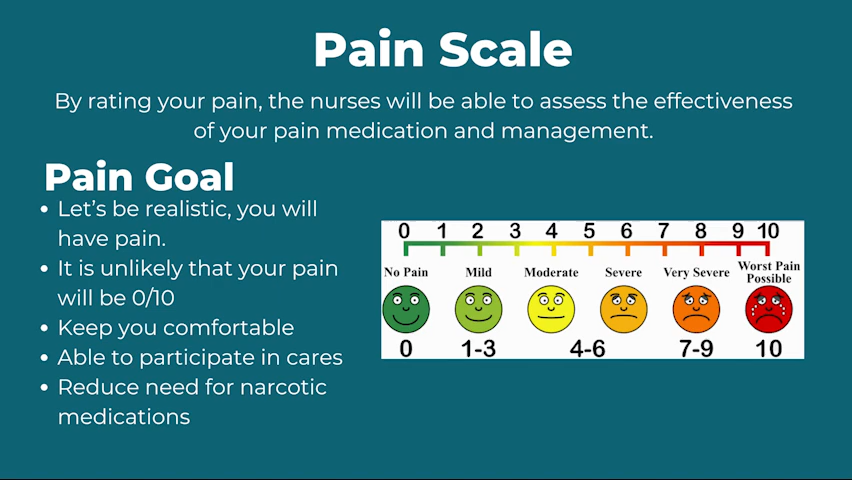 Pain Scale
By rating your pain, the nurses will be able to assess the effectiveness
of your pain medication and management.
Pain Goal
• Let's be realistic, you will
have pain.
• It is unlikely that your pain
will be 0/10
• Keep you comfortable
• Able to participate in cares
• Reduce need for narcotic
medications
0 1 2 3 4 5 6 7 8 9 10
No Pain Mild Moderate Severe Very Severe Worst Pain
Possible
0 1-3 4-6 7-9 10